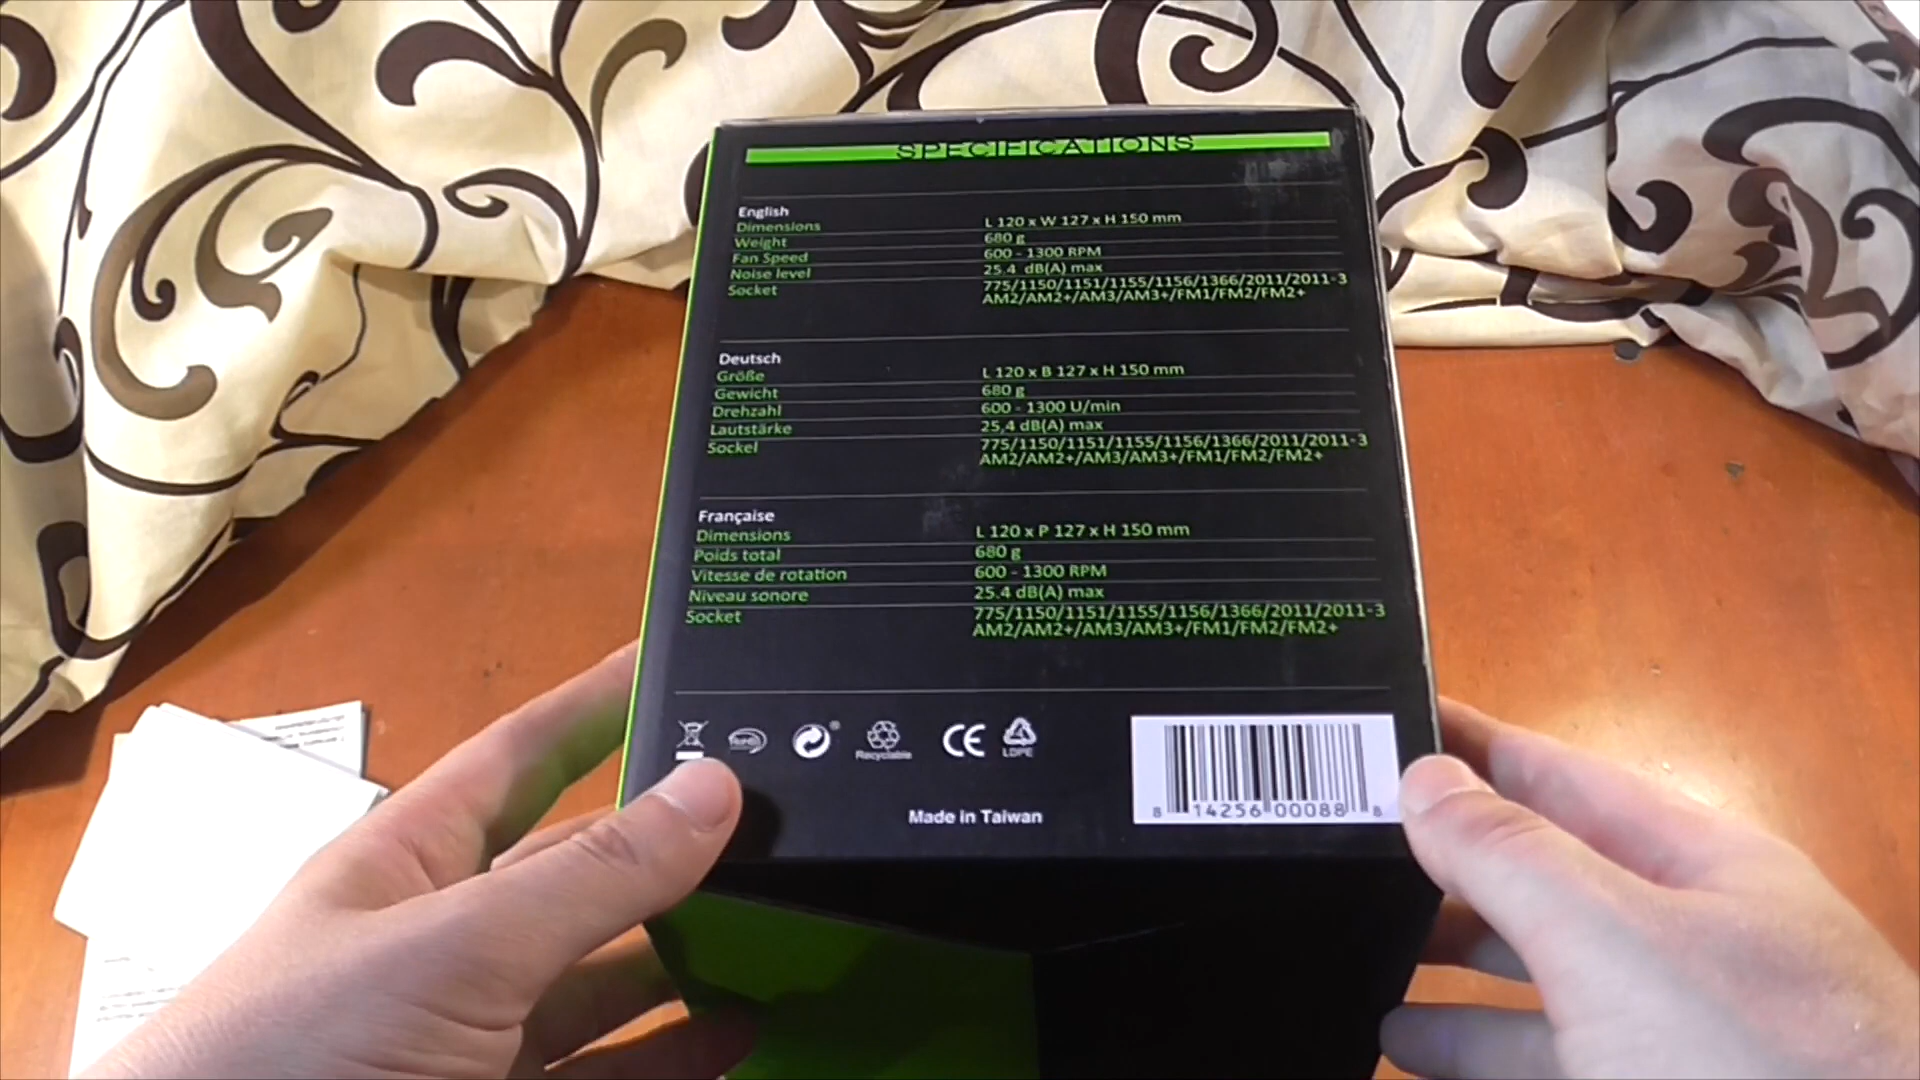 SPECIFICATIONS
English
Dimensions L 120 x W 127 x H 150 mm
Weight 680 g
Fan Speed 600 - 1300 RPM
Noise level 25.4 dB(A) max
Socket 775/1150/1151/1155/1156/1366/2011/2011-3
AM2/AM2+/AM3/AM3+/FM1/FM2/FM2+
Deutsch
Größe L 120 x B 127 x H 150 mm
Gewicht 680 g
Drehzahl 600 - 1300 U/min
Lautstärke 25,4 dB(A) max
Sockel 775/1150/1151/1155/1156/1366/2011/2011-3
AM2/AM2+/AM3/AM3+/FM1/FM2/FM2+
Française
Dimensions L 120 x P 127 x H 150 mm
Poids total 680 g
Vitesse de rotation 600 - 1300 RPM
Niveau sonore 25.4 dB(A) max
Socket 775/1150/1151/1155/1156/1366/2011/2011-3
AM2/AM2+/AM3/AM3+/FM1/FM2/FM2+
RoHS ® Recyclable CE LDPE
Made in Taiwan
8 14256 00088 8